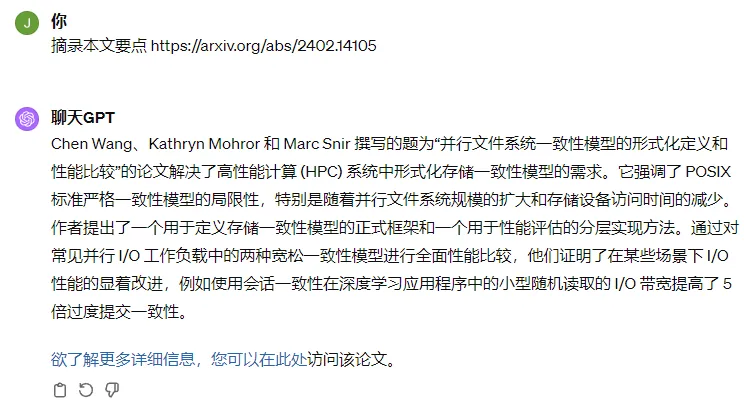 J
你
摘录本文要点 https://arxiv.org/abs/2402.14105
聊天GPT
Chen Wang、Kathryn Mohror 和 Marc Snir 撰写的题为“并行文件系统一致性模型的形式化定义和
性能比较”的论文解决了高性能计算 (HPC) 系统中形式化存储一致性模型的需求。它强调了 POSIX
标准严格一致性模型的局限性，特别是随着并行文件系统规模的扩大和存储设备访问时间的减少。
作者提出了一个用于定义存储一致性模型的正式框架和一个用于性能评估的分层实现方法。通过对
常见并行 I/O 工作负载中的两种宽松一致性模型进行全面性能比较，他们证明了在某些场景下 I/O
性能的显着改进，例如使用会话一致性在深度学习应用程序中的小型随机读取的 I/O 带宽提高了 5
倍过度提交一致性。
欲了解更多详细信息，您可以在此处访问该论文。